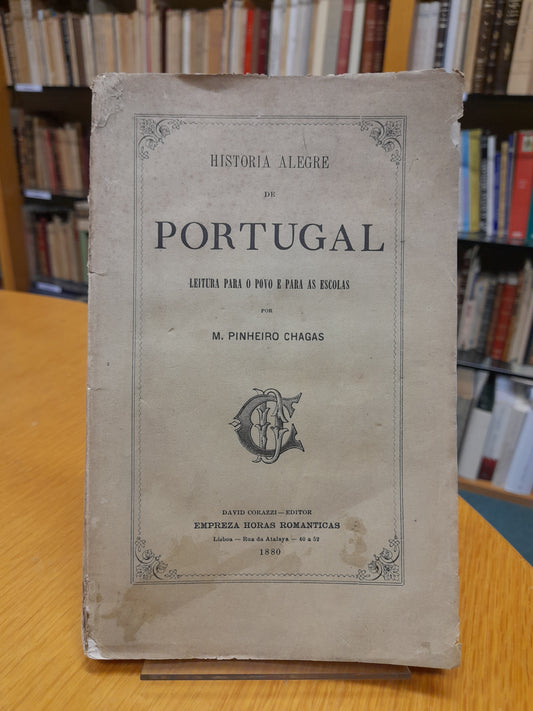 HISTORIA ALEGRE
DE
PORTUGAL
LEITURA PARA O POVO E PARA AS ESCOLAS
POR
M. PINHEIRO CHAGAS
DAVID CORAZZI—EDITOR
EMPREZA HORAS ROMANTICAS
Lisboa — Rua da Atalaya — 40 a 52
1880